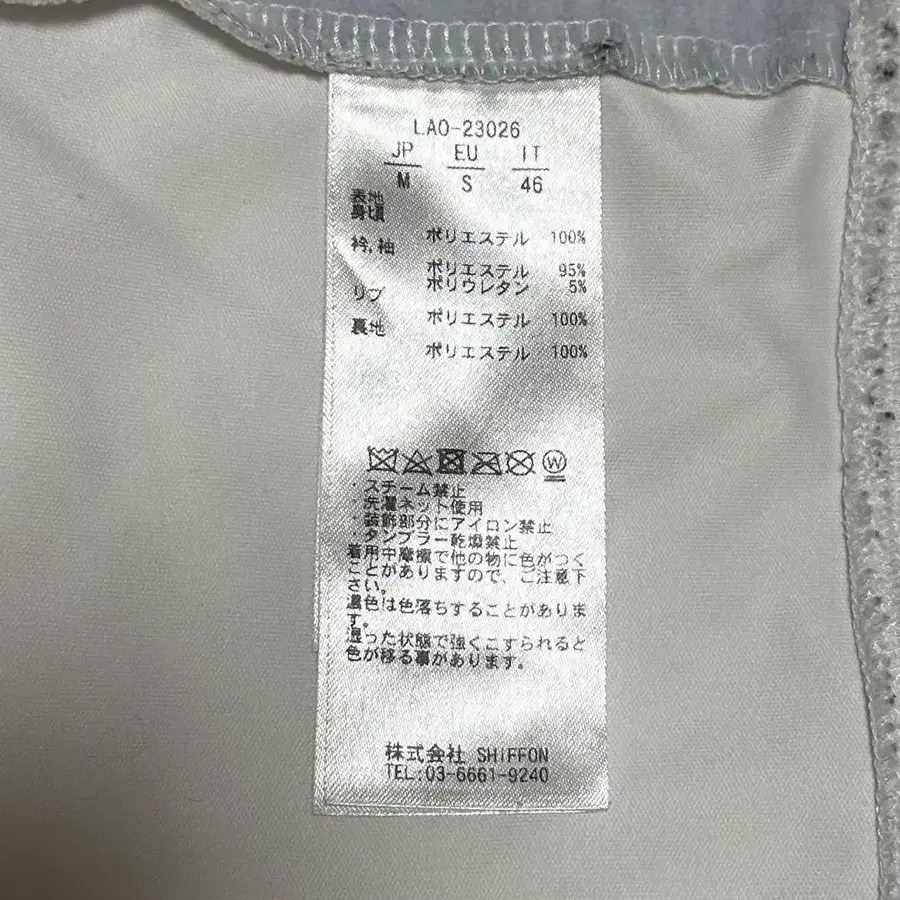 LAO-23026
JP EU IT
M S 46
表地
身頃
ポリエステル 100%
衿,袖
ポリエステル 95%
ポリウレタン 5%
リブ
ポリエステル 100%
裏地
ポリエステル 100%
W
・スチーム禁止
・洗濯ネット使用
・装飾部分にアイロン禁止
・タンブラー乾燥禁止
着用中摩擦で他の物に色がつく
ことがありますので、ご注意下
さい。
濃色は色落ちすることがありま
す。
湿った状態で強くこすられると
色が移る事があります。
株式会社 SHIFFON
TEL:03-6661-9240